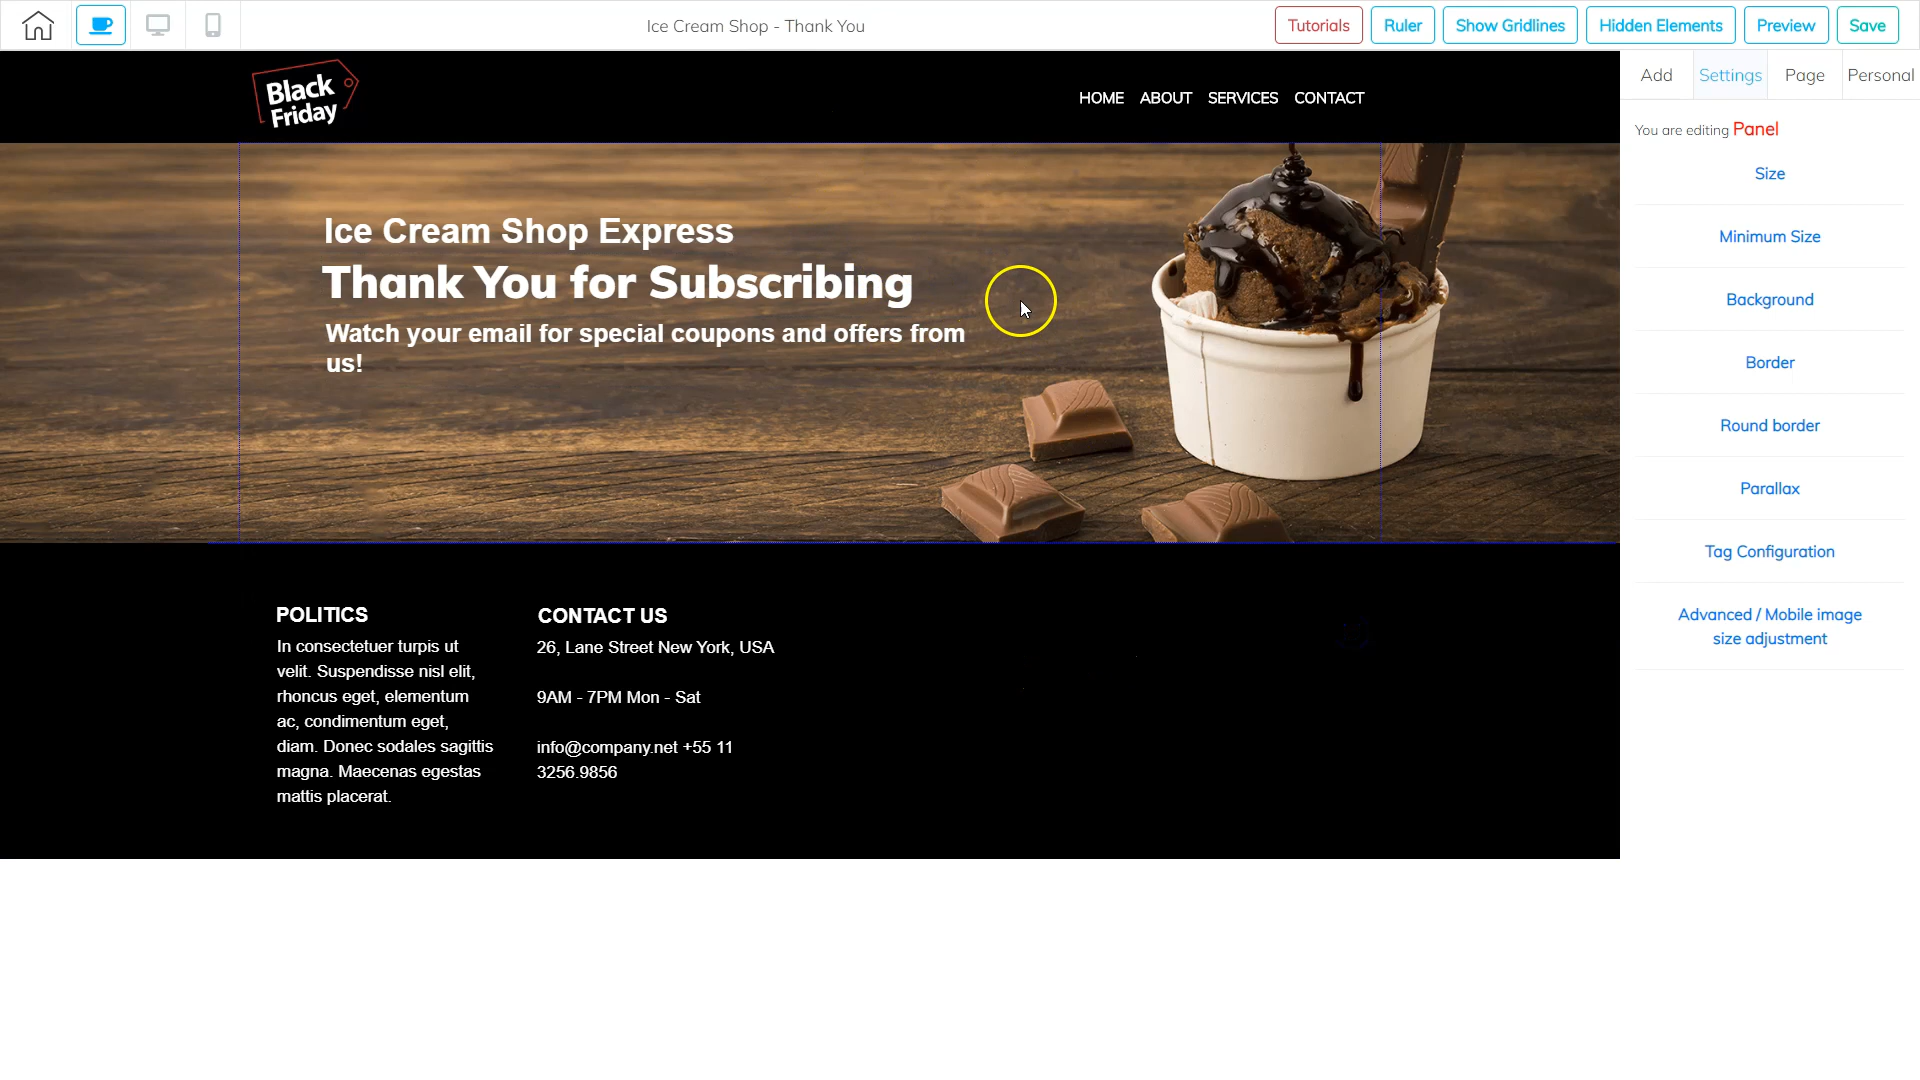 Ice Cream Shop - Thank You
Tutorials
Ruler
Show Gridlines
Hidden Elements
Preview
Save
Black
Friday
HOME
ABOUT
SERVICES
CONTACT
Add
Settings
Page
Personal
You are editing Panel
Size
Minimum Size
Background
Border
Round border
Parallax
Tag Configuration
Advanced / Mobile image
size adjustment
Ice Cream Shop Express
Thank You for Subscribing
Watch your email for special coupons and offers from
us!
POLITICS
In consectetuer turpis ut
velit. Suspendisse nisl elit,
rhoncus eget, elementum
ac, condimentum eget,
diam. Donec sodales sagittis
magna. Maecenas egestas
mattis placerat.
CONTACT US
26, Lane Street New York, USA
9AM - 7PM Mon - Sat
info@company.net +55 11
3256.9856